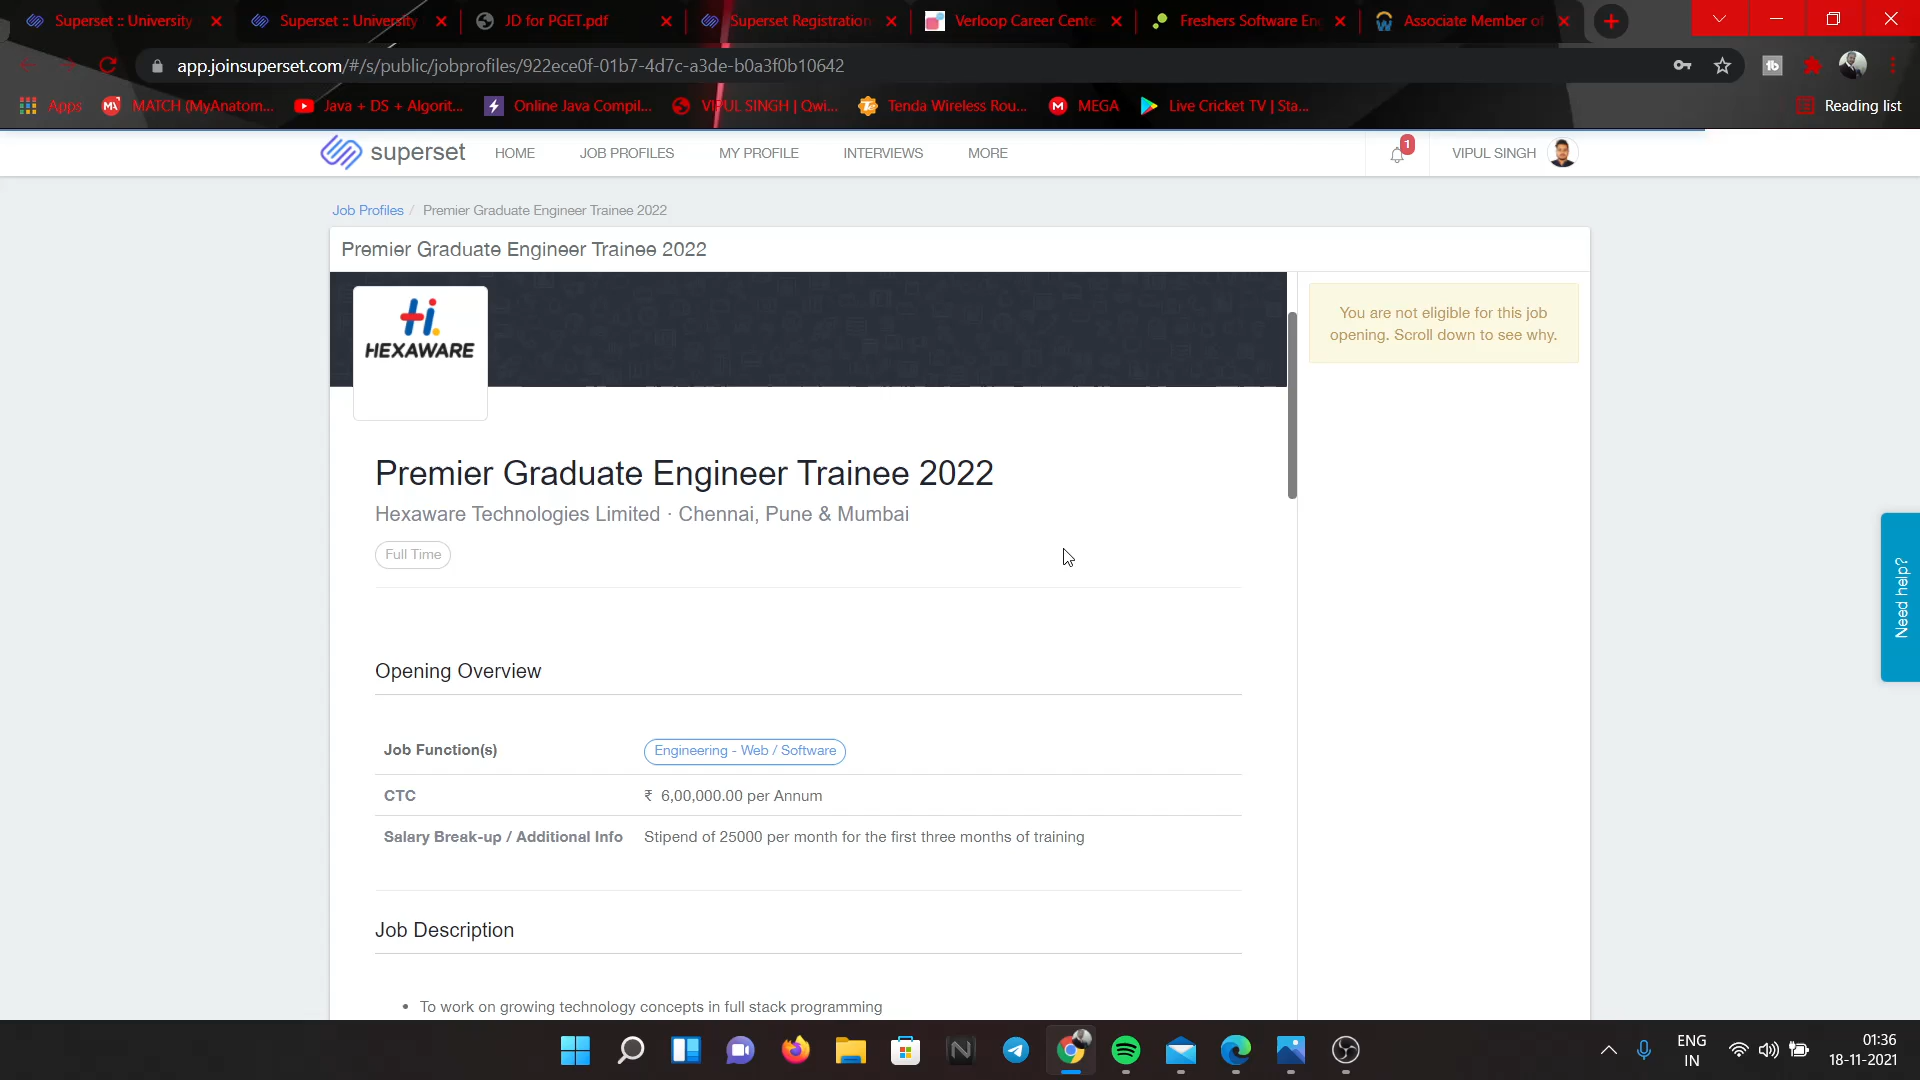 Superset :: University
Superset :: University
JD for PGET.pdf
Superset Registration
Verloop Career Cente
Freshers Software En
Associate Member of
app.joinsuperset.com/#/s/public/jobprofiles/922ece0f-01b7-4d7c-a3de-b0a3f0b10642
Apps
MATCH (MyAnatom...
Java + DS + Algorit...
Online Java Compil...
VIPUL SINGH | Qwi...
Tenda Wireless Rou...
MEGA
Live Cricket TV | Sta...
Reading list
superset
HOME
JOB PROFILES
MY PROFILE
INTERVIEWS
MORE
1
VIPUL SINGH
Job Profiles / Premier Graduate Engineer Trainee 2022
Premier Graduate Engineer Trainee 2022
Hi.
HEXAWARE
You are not eligible for this job
opening. Scroll down to see why.
Premier Graduate Engineer Trainee 2022
Hexaware Technologies Limited · Chennai, Pune & Mumbai
Full Time
Need help?
Opening Overview
Job Function(s)
Engineering - Web / Software
CTC
₹ 6,00,000.00 per Annum
Salary Break-up / Additional Info
Stipend of 25000 per month for the first three months of training
Job Description
• To work on growing technology concepts in full stack programming
ENG
IN
01:36
18-11-2021